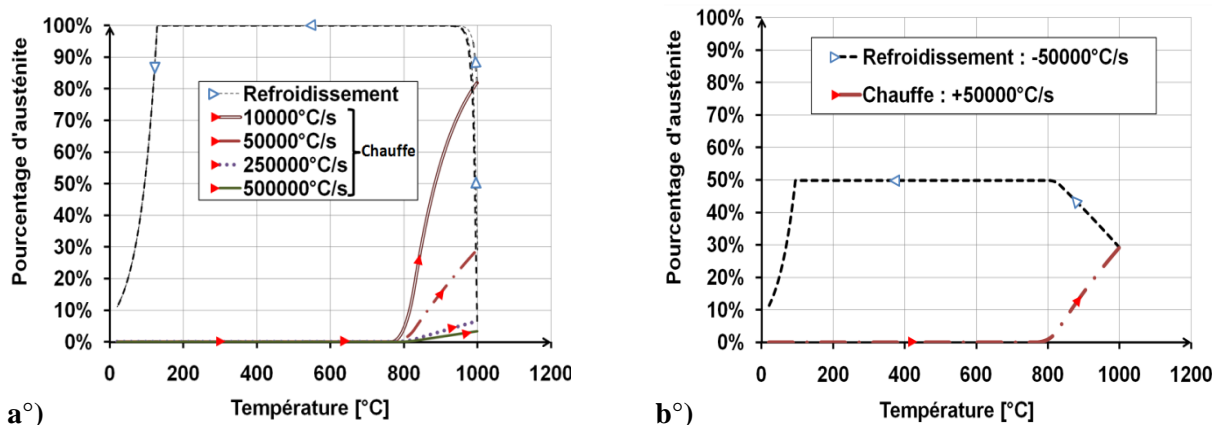 Pourcentage d'austénite
100%
90%
80%
70%
60%
50%
40%
30%
20%
10%
0%
Refroidissement
10000°C/s
50000°C/s
250000°C/s
500000°C/s
Chauffe
0 200 400 600 800 1000 1200
Température [°C]
a°)
Pourcentage d'austénite
100%
90%
80%
70%
60%
50%
40%
30%
20%
10%
0%
Refroidissement : -50000°C/s
Chauffe : +50000°C/s
0 200 400 600 800 1000 1200
Température [°C]
b°)